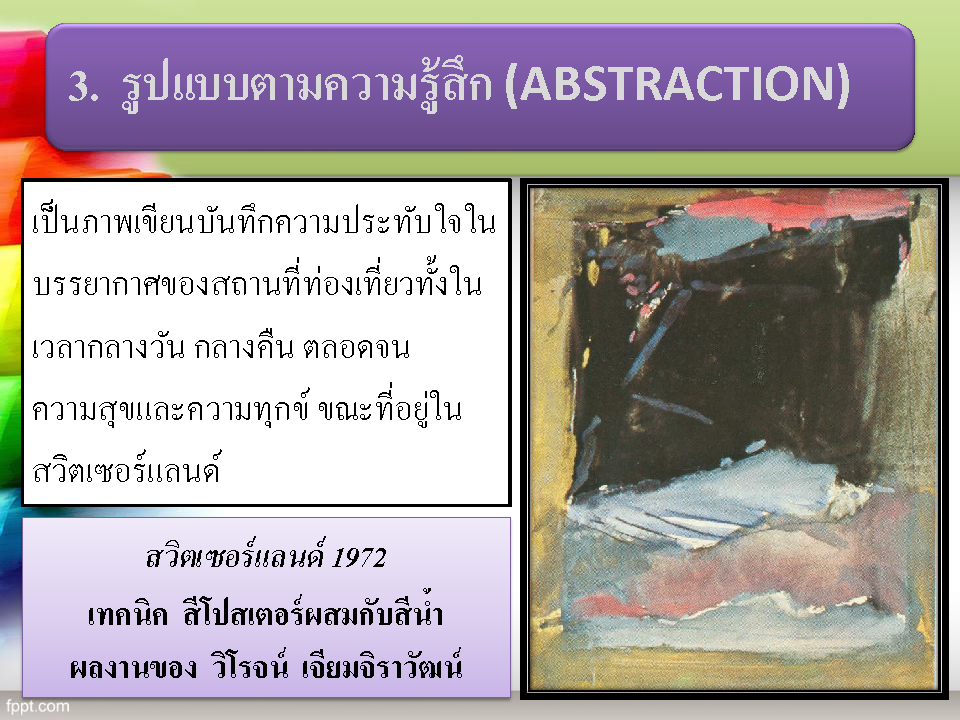 3. รูปแบบตามความรู้สึก (ABSTRACTION)
เป็นภาพเขียนบันทึกความประทับใจใน
บรรยากาศของสถานที่ท่องเที่ยวทั้งใน
เวลากลางวัน กลางคืน ตลอดจน
ความสุขและความทุกข์ ขณะที่อยู่ใน
สวิตเซอร์แลนด์
สวิตเซอร์แลนด์ 1972
เทคนิค สีโปสเตอร์ผสมกับสีน้ำ
ผลงานของ วิโรจน์ เจียมจิราวัฒน์
fppt.com